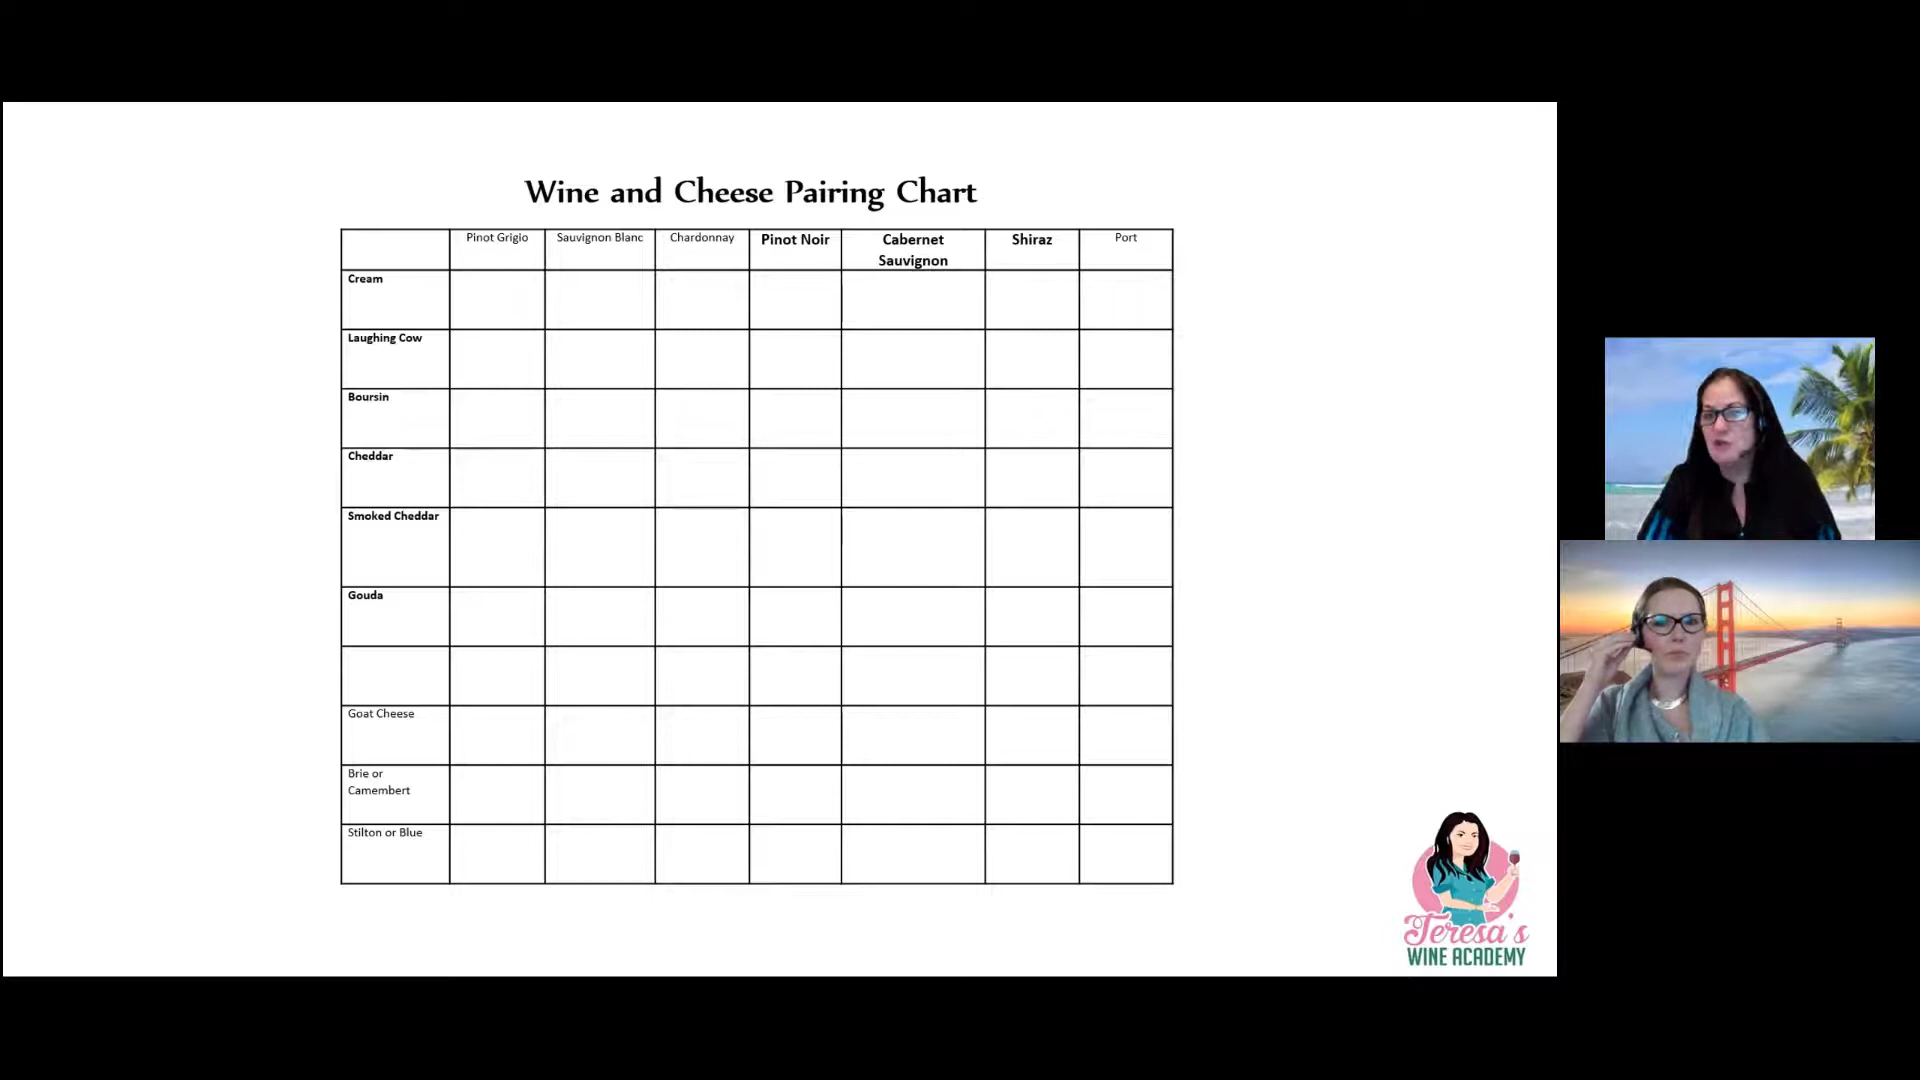 Wine and Cheese Pairing Chart
Pinot Grigio
Sauvignon Blanc
Chardonnay
Pinot Noir
Cabernet
Sauvignon
Shiraz
Port
Cream
Laughing Cow
Boursin
Cheddar
Smoked Cheddar
Gouda
Goat Cheese
Brie or
Camembert
Stilton or Blue
Teresa's
WINE ACADEMY